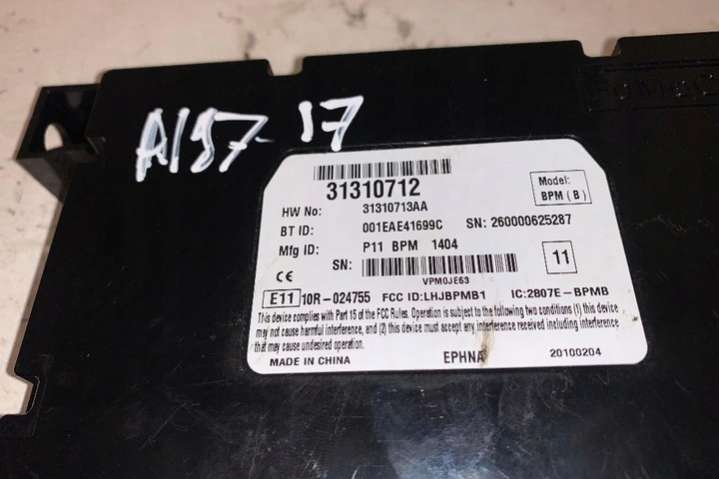 A197-17
31310712
HW No: 31310713AA
Model: BPM (B)
BT ID: 001EAE41699C SN: 260000625287
Mfg ID: P11 BPM 1404
SN:
VPM0JE63
11
CE
E11 10R-024755 FCC ID:LHJBPMB1 IC:2807E-BPMB
This device complies with Part 15 of the FCC Rules. Operation is subject to the following two conditions (1) this device
may not cause harmful interference, and (2) this device must accept any interference received including interference
that may cause undesired operation.
MADE IN CHINA EPHNA 20100204